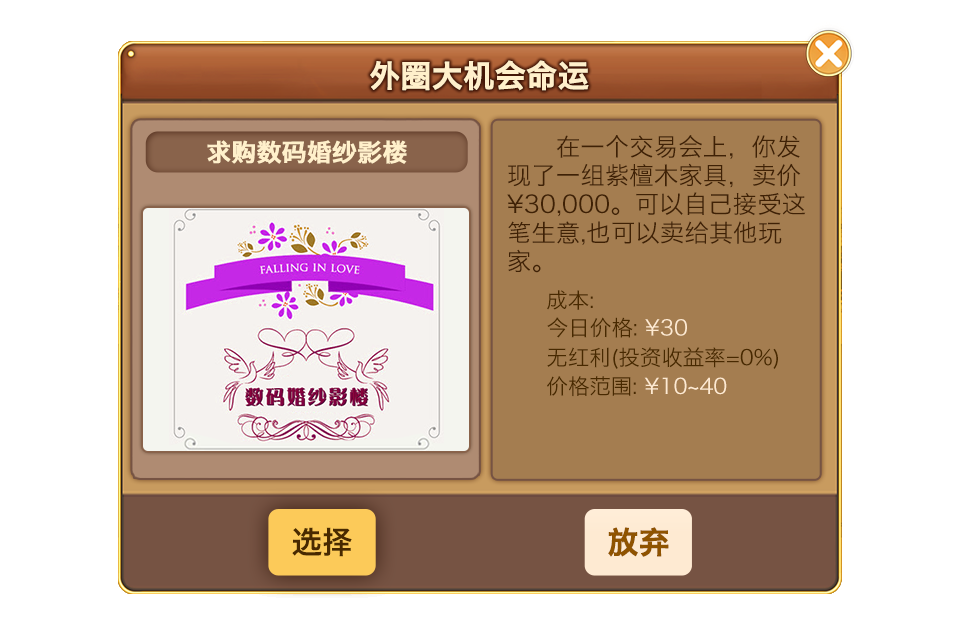 外圈大机会命运
求购数码婚纱影楼
FALLING IN LOVE
数码婚纱影楼
在一个交易会上，你发
现了一组紫檀木家具，卖价
¥30,000。可以自己接受这
笔生意,也可以卖给其他玩
家。
成本:
今日价格: ¥30
无红利(投资收益率=0%)
价格范围: ¥10~40
选择
放弃